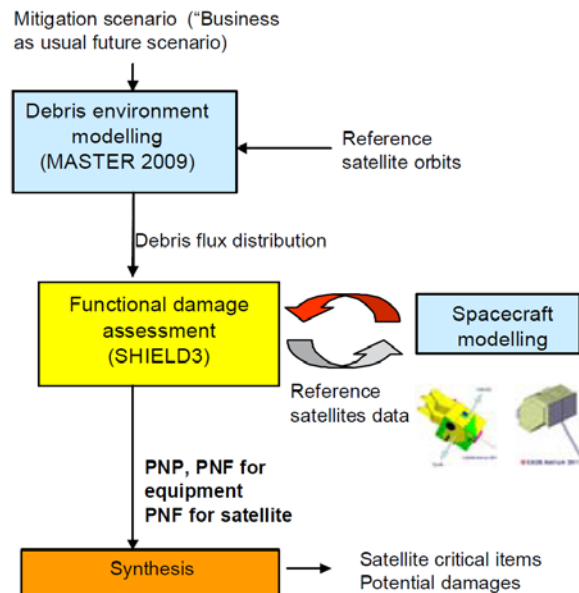 Mitigation scenario (“Business
as usual future scenario)
Debris environment
modelling
(MASTER 2009)
Reference
satellite orbits
Debris flux distribution
Functional damage
assessment
(SHIELD3)
Spacecraft
modelling
Reference
satellites data
PNP, PNF for
equipment
PNF for satellite
Synthesis
Satellite critical items
Potential damages